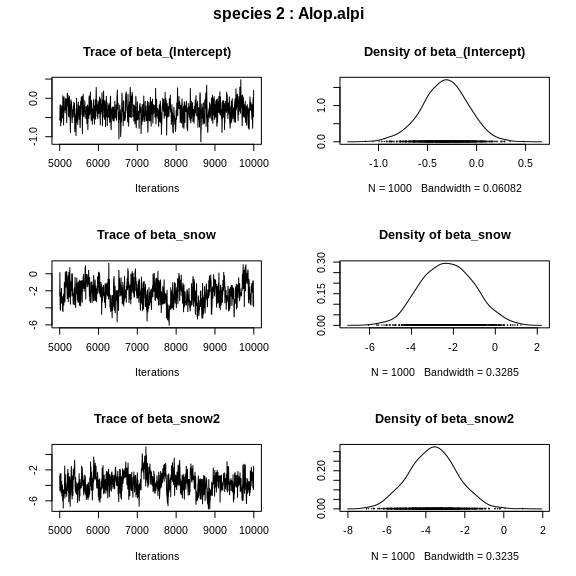 species 2 : Alop.alpi
Trace of beta_(Intercept)
Density of beta_(Intercept)
0.0
-1.0
5000 6000 7000 8000 9000 10000
Iterations
1.0
0.0
-1.0 -0.5 0.0 0.5
N = 1000 Bandwidth = 0.06082
Trace of beta_snow
Density of beta_snow
0
-2
-6
5000 6000 7000 8000 9000 10000
Iterations
0.30
0.15
0.00
-6 -4 -2 0 2
N = 1000 Bandwidth = 0.3285
Trace of beta_snow2
Density of beta_snow2
-2
-6
5000 6000 7000 8000 9000 10000
Iterations
0.20
0.00
-8 -6 -4 -2 0 2
N = 1000 Bandwidth = 0.3235